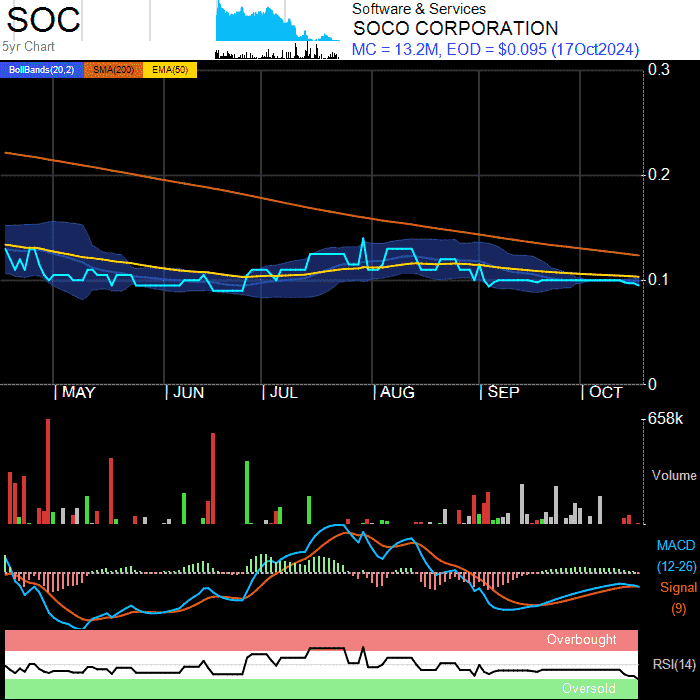 SOC
5yr Chart
Software & Services
SOCO CORPORATION
MC = 13.2M, EOD = $0.095 (17Oct2024)
BollBands(20,2) SMA(200) EMA(50)
0.3
0.2
0.1
0
MAY JUN JUL AUG SEP OCT
658k
Volume
MACD
(12-26)
Signal
(9)
Overbought
RSI(14)
Oversold